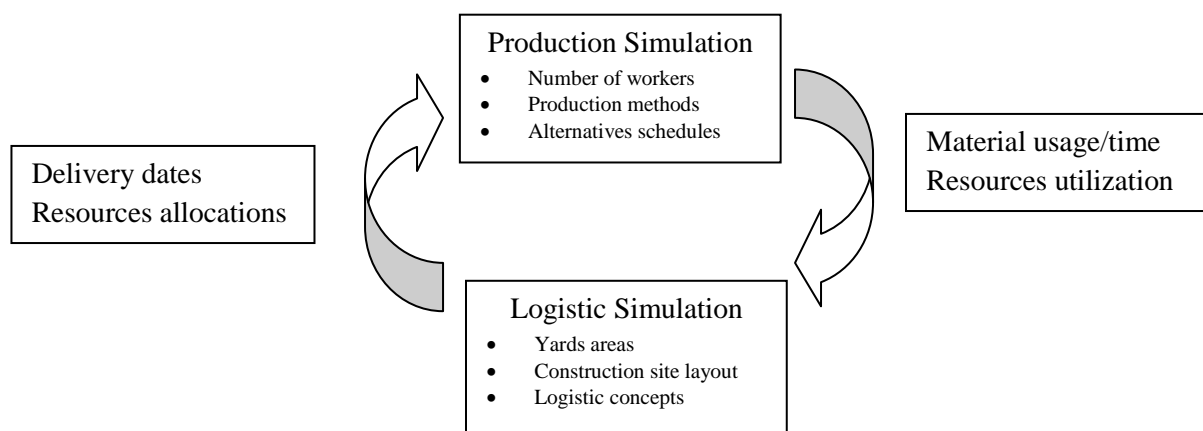 Production Simulation
• Number of workers
• Production methods
• Alternatives schedules
Delivery dates
Resources allocations
Material usage/time
Resources utilization
Logistic Simulation
• Yards areas
• Construction site layout
• Logistic concepts